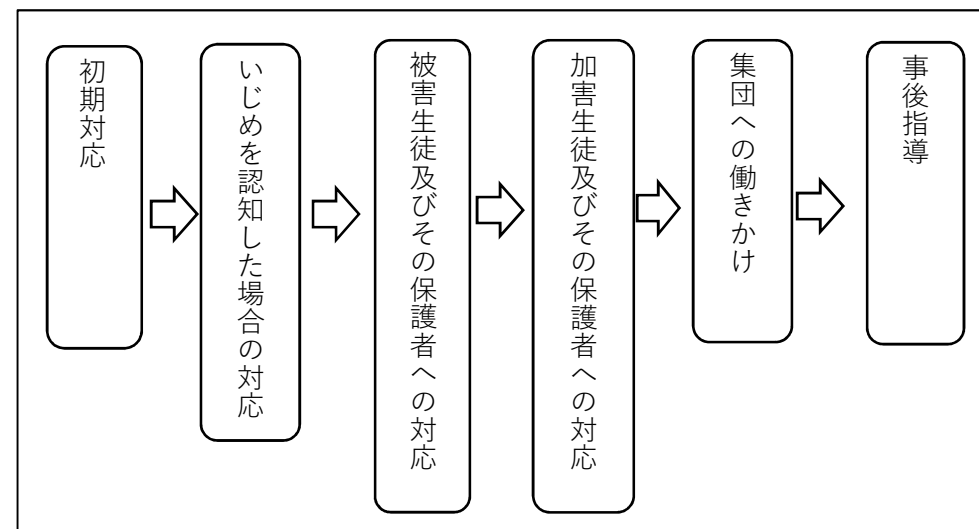 初期対応
いじめを認知した場合の対応
被害生徒及びその保護者への対応
加害生徒及びその保護者への対応
集団への働きかけ
事後指導